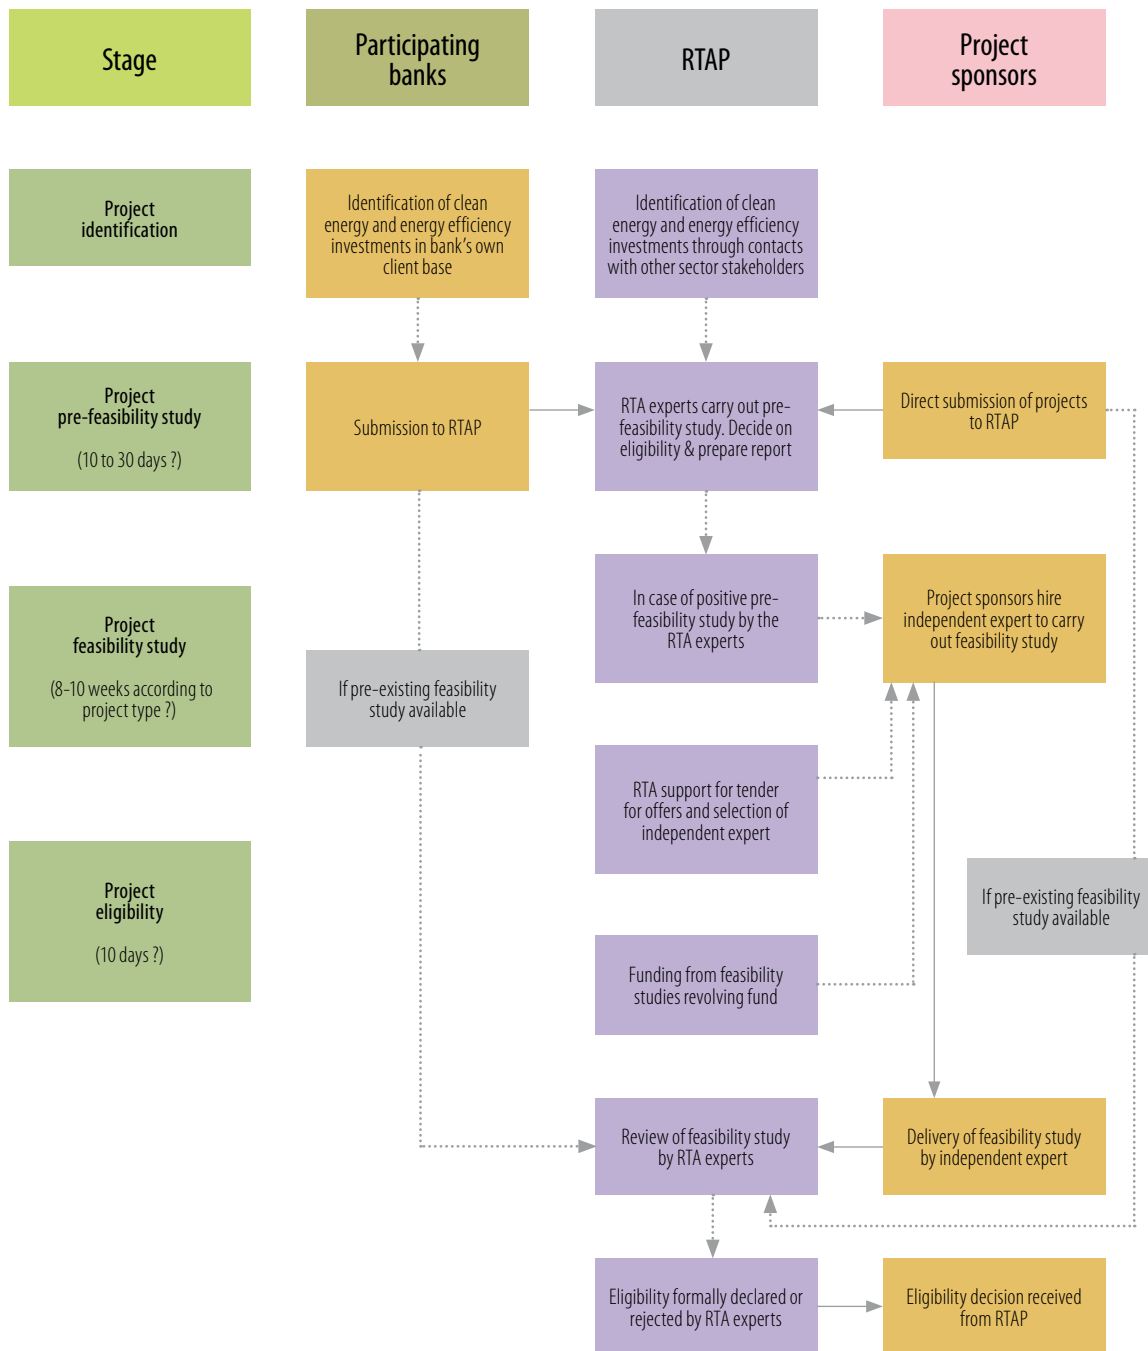 Stage
Participating
banks
RTAP
Project
sponsors
Project
identification
Identification of clean
energy and energy efficiency
investments in bank's own
client base
Identification of clean
energy and energy efficiency
investments through contacts
with other sector stakeholders
Project
pre-feasibility study
(10 to 30 days ?)
Submission to RTAP
RTA experts carry out pre-
feasibility study. Decide on
eligibility & prepare report
Direct submission of projects
to RTAP
Project
feasibility study
(8-10 weeks according to
project type ?)
If pre-existing feasibility
study available
In case of positive pre-
feasibility study by the
RTA experts
Project sponsors hire
independent expert to carry
out feasibility study
RTA support for tender
for offers and selection of
independent expert
Project
eligibility
(10 days ?)
If pre-existing feasibility
study available
Funding from feasibility
studies revolving fund
Review of feasibility study
by RTA experts
Delivery of feasibility study
by independent expert
Eligibility formally declared or
rejected by RTA experts
Eligibility decision received
from RTAP